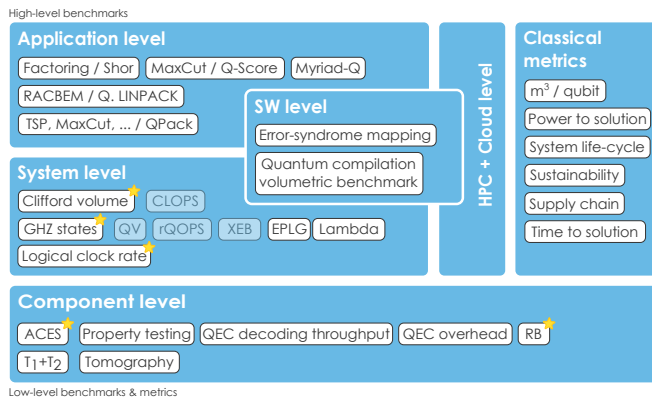 High-level benchmarks
Application level
Factoring / Shor MaxCut / Q-Score Myriad-Q
RACBEM / Q. LINPACK
TSP, MaxCut, ... / QPack
SW level
Error-syndrome mapping
Quantum compilation
volumetric benchmark
System level
Clifford volume CLOPS
GHZ states QV rQOPS XEB EPLG Lambda
Logical clock rate
HPC + Cloud level
Classical
metrics
m³ / qubit
Power to solution
System life-cycle
Sustainability
Supply chain
Time to solution
Component level
ACES Property testing QEC decoding throughput QEC overhead RB
T1+T2 Tomography
Low-level benchmarks & metrics